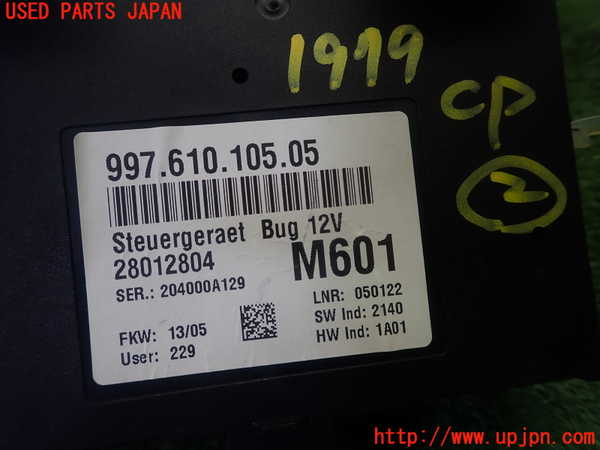 USED PARTS JAPAN
1979
CP
2
997.610.105.05
Steuergeraet Bug 12V
28012804
M601
SER.: 204000A129
LNR: 050122
SW Ind: 2140
FKW: 13/05
HW Ind: 1A01
User: 229
http://www.upjpn.com/